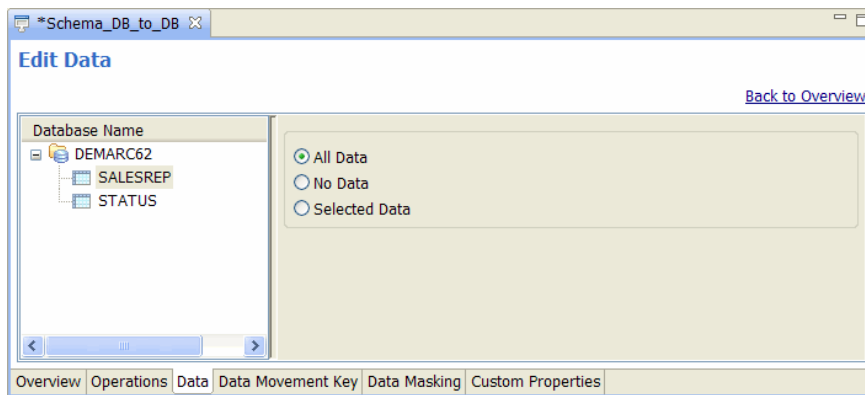 *Schema_DB_to_DB
Edit Data
Back to Overview
Database Name
DEMARC62
SALESREP
STATUS
All Data
No Data
Selected Data
Overview Operations Data Data Movement Key Data Masking Custom Properties